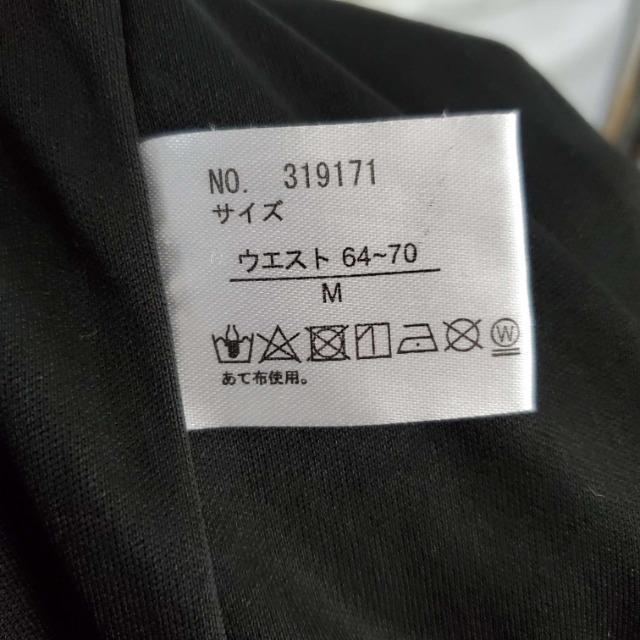 NO. 319171
サイズ
ウエスト 64~70
M
W
あて布使用。